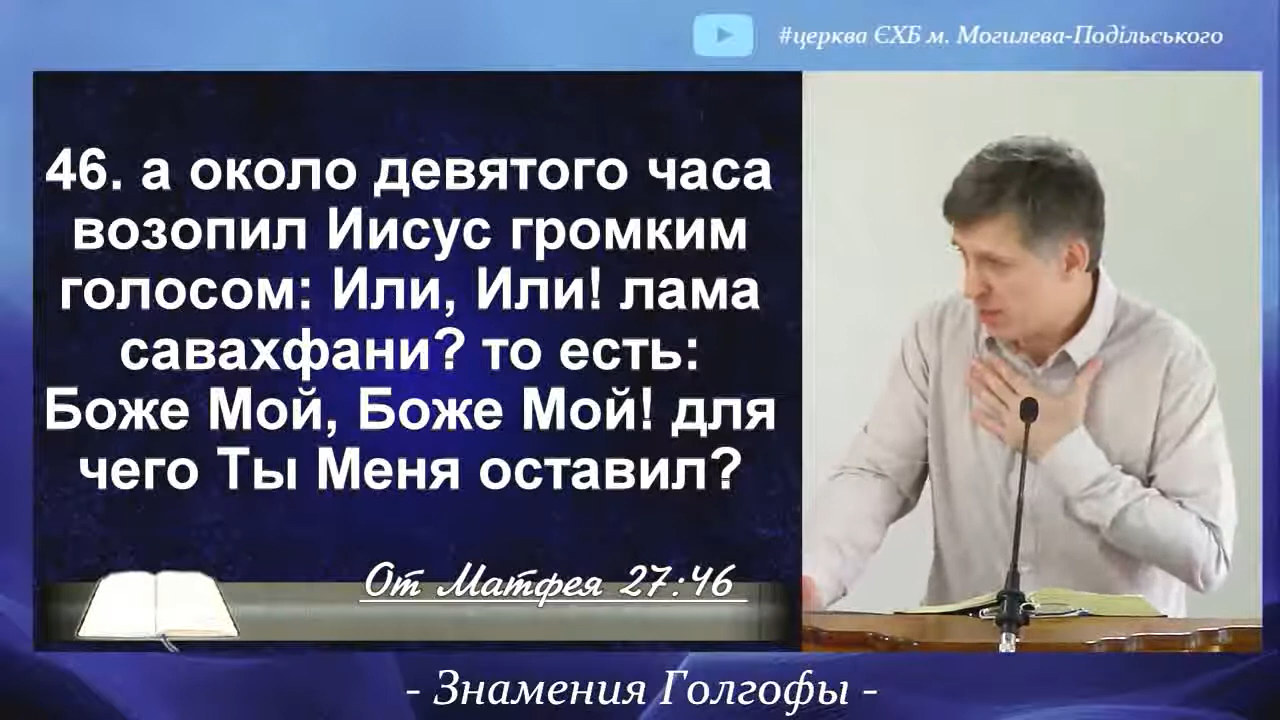 #церква ЄХБ м. Могилева-Подільського
46. а около девятого часа
возопил Иисус громким
голосом: Или, Или! лама
савахфани? то есть:
Боже Мой, Боже Мой! для
чего Ты Меня оставил?
От Матфея 27:46
- Знамения Голгофы -